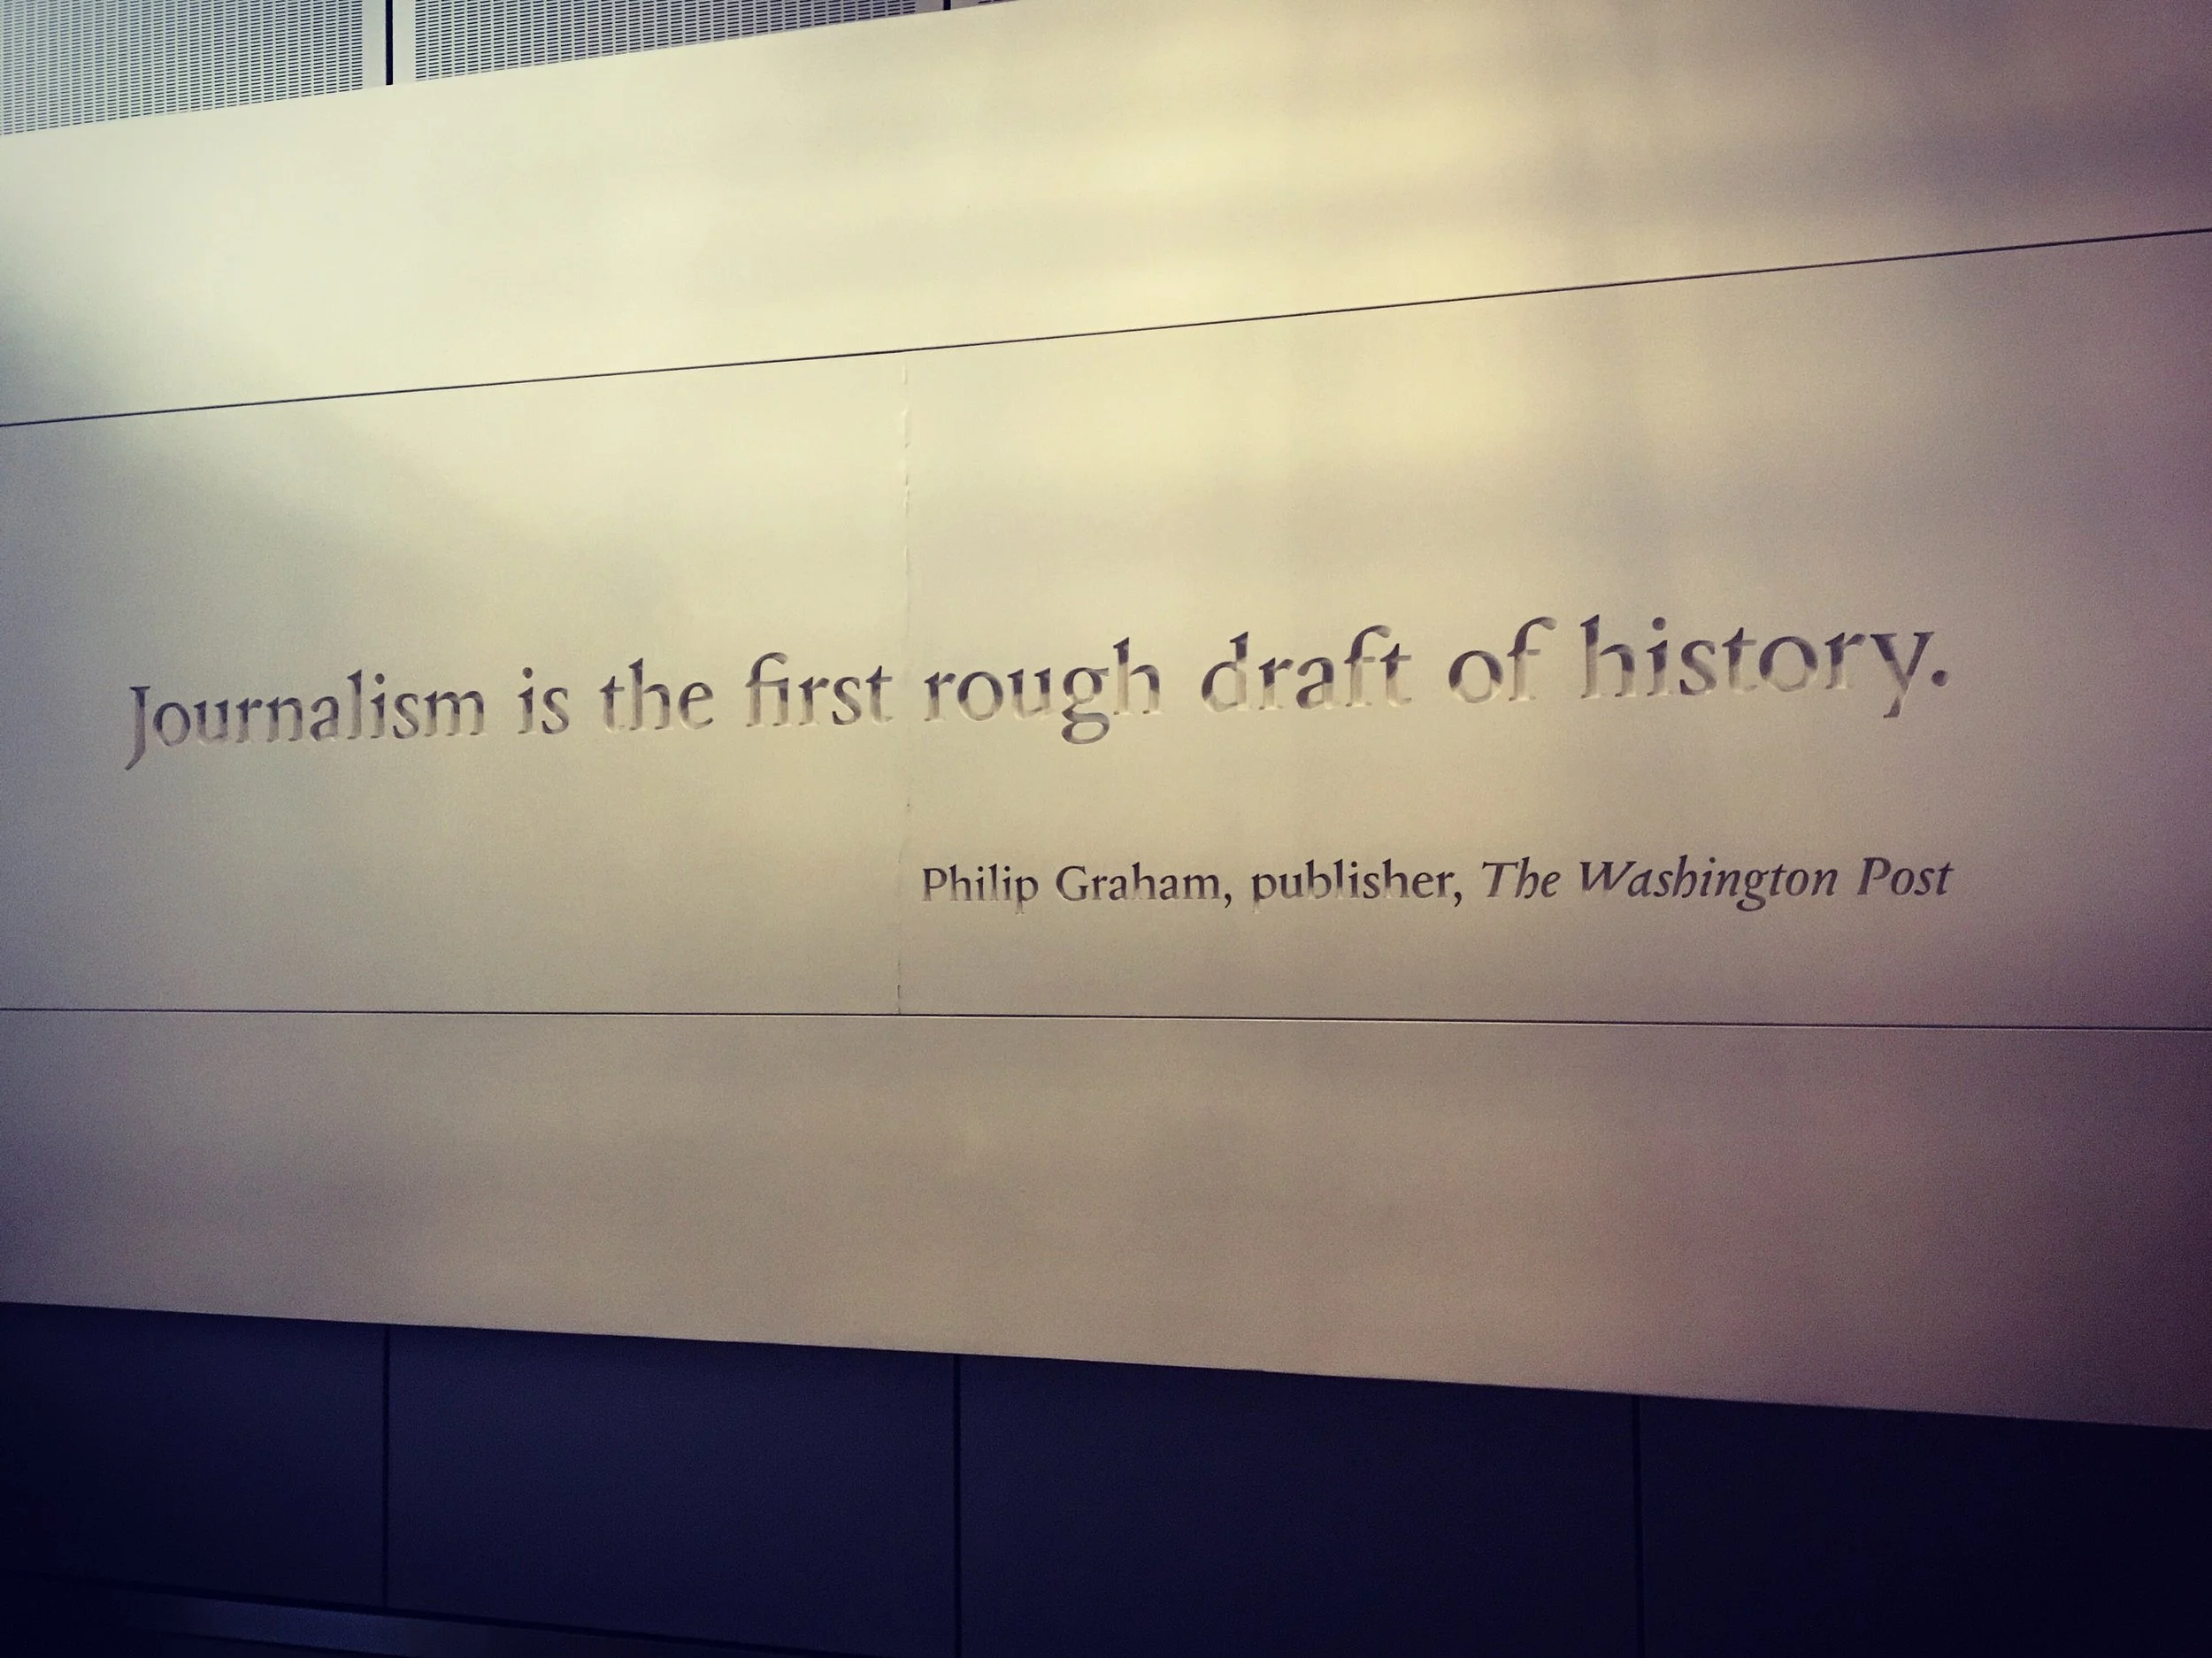 Journalism is the first rough draft of history.
Philip Graham, publisher, The Washington Post